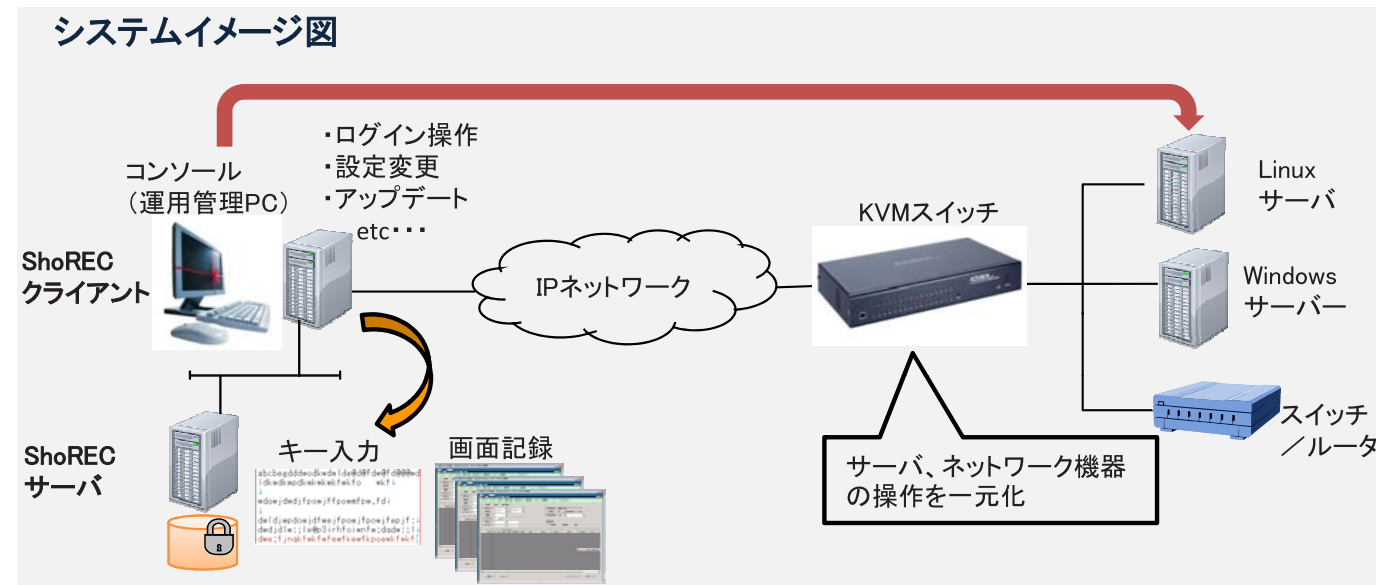 システムイメージ図
・ログイン操作
・設定変更
・アップデート
etc・・・
コンソール
(運用管理PC)
ShoREC
クライアント
IPネットワーク
KVMスイッチ
Linux
サーバ
Windows
サーバー
スイッチ
／ルータ
サーバ、ネットワーク機器
の操作を一元化
ShoREC
サーバ
キー入力
画面記録